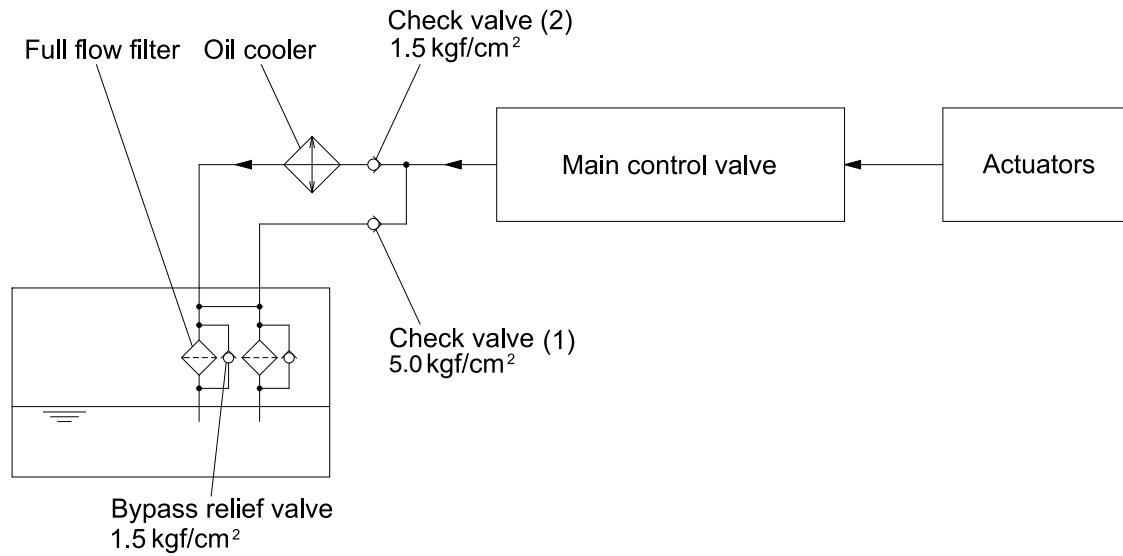 Check valve (2)
1.5 kgf/cm²
Full flow filter
Oil cooler
Main control valve
Actuators
Check valve (1)
5.0 kgf/cm²
Bypass relief valve
1.5 kgf/cm²